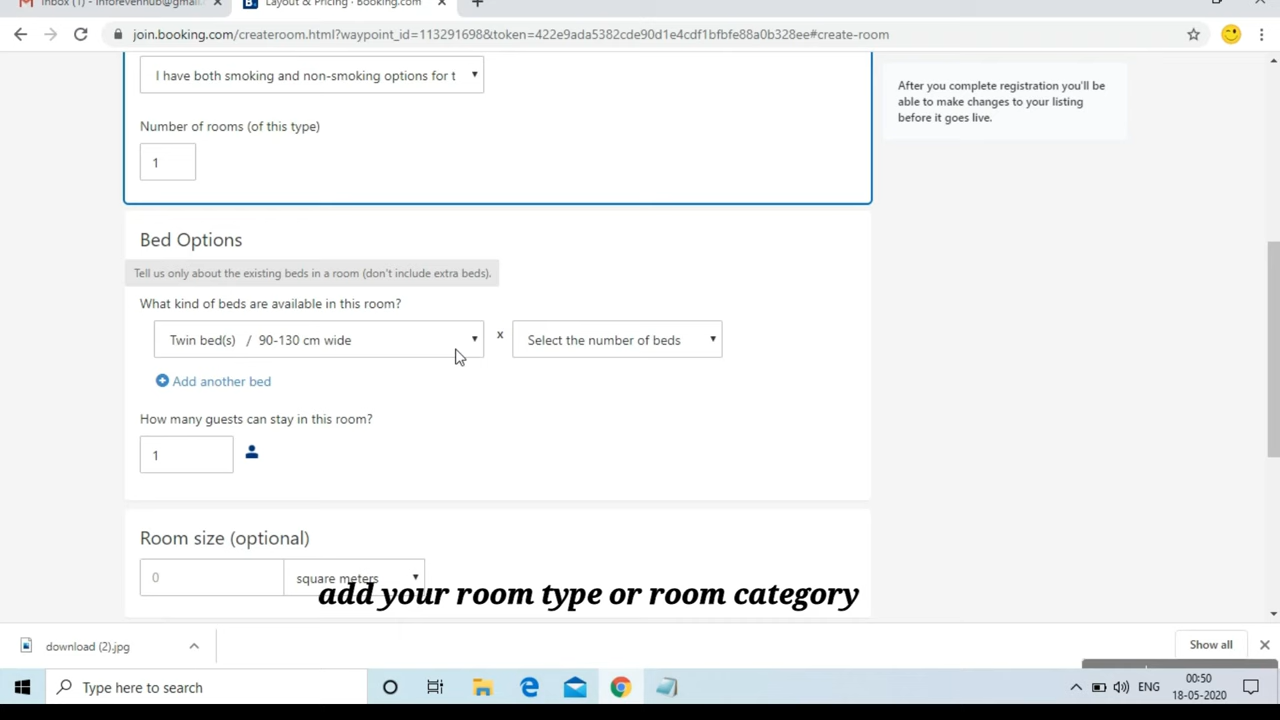 Inbox (1) - inforevenhub@gmail.
Layout & Pricing · Booking.com
join.booking.com/createroom.html?waypoint_id=113291698&token=422e9ada5382cde90d1e4cdf1bfbfe88a0b328ee#create-room
I have both smoking and non-smoking options for t
After you complete registration you'll be
able to make changes to your listing
before it goes live.
Number of rooms (of this type)
1
Bed Options
Tell us only about the existing beds in a room (don't include extra beds).
What kind of beds are available in this room?
Twin bed(s) / 90-130 cm wide x Select the number of beds
Add another bed
How many guests can stay in this room?
1
Room size (optional)
0 square meters
add your room type or room category
download (2).jpg
Show all
Type here to search
ENG
00:50
18-05-2020